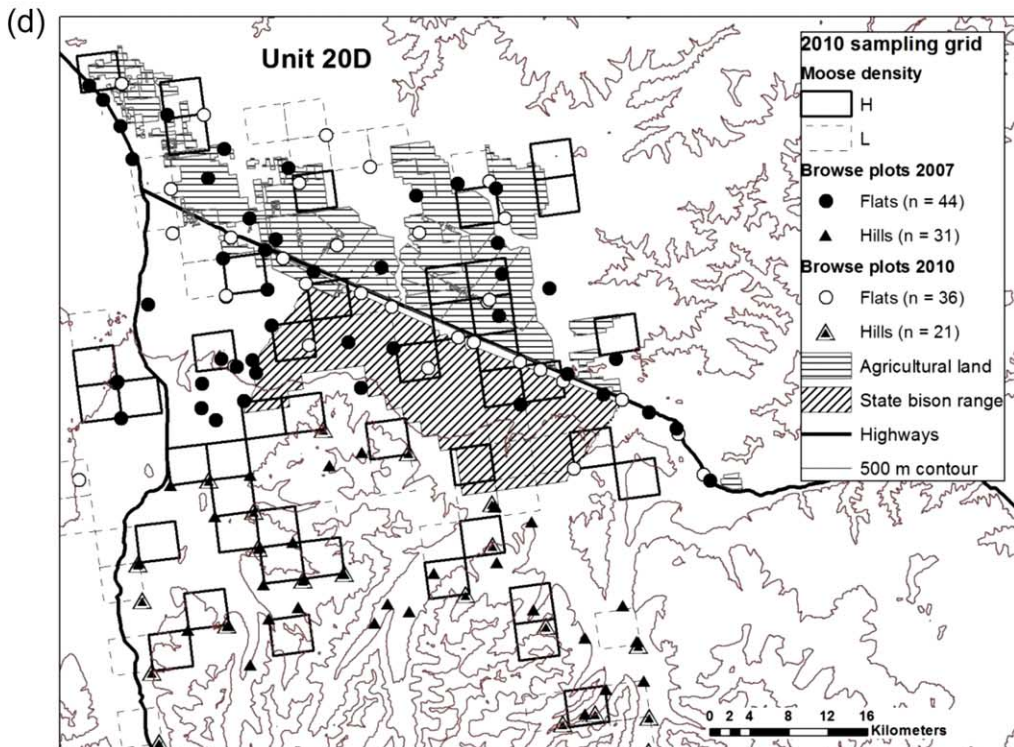 (d)
Unit 20D
2010 sampling grid
Moose density
H
L
Browse plots 2007
Flats (n = 44)
Hills (n = 31)
Browse plots 2010
Flats (n = 36)
Hills (n = 21)
Agricultural land
State bison range
Highways
500 m contour
0 2 4 8 12 16
Kilometers